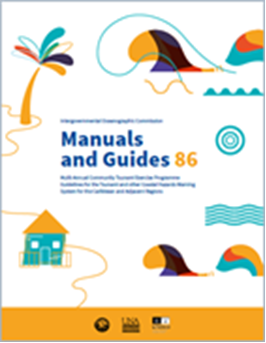 Intergovernmental Oceanographic Commission
Manuals
and Guides 86
Multi-Annual Community Tsunami Exercise Programme
Guidelines for the Tsunami and other Coastal Hazards Warning
System for the Caribbean and Adjacent Regions
UNA